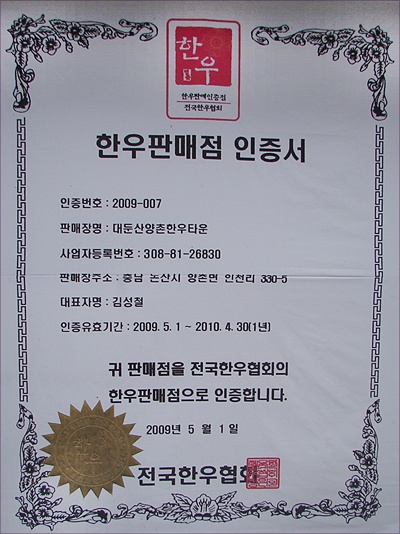 한우
한우판매인증점
전국한우협회
한우판매점 인증서
인증번호 : 2009-007
판매장명 : 대둔산양촌한우타운
사업자등록번호 : 308-81-26830
판매장주소 : 충남 논산시 양촌면 인천리 330-5
대표자명 : 김성철
인증유효기간 : 2009. 5. 1 ~ 2010. 4. 30(1년)
귀 판매점을 전국한우협회의
한우판매점으로 인증합니다.
2009년 5 월 1 일
전국한우협회